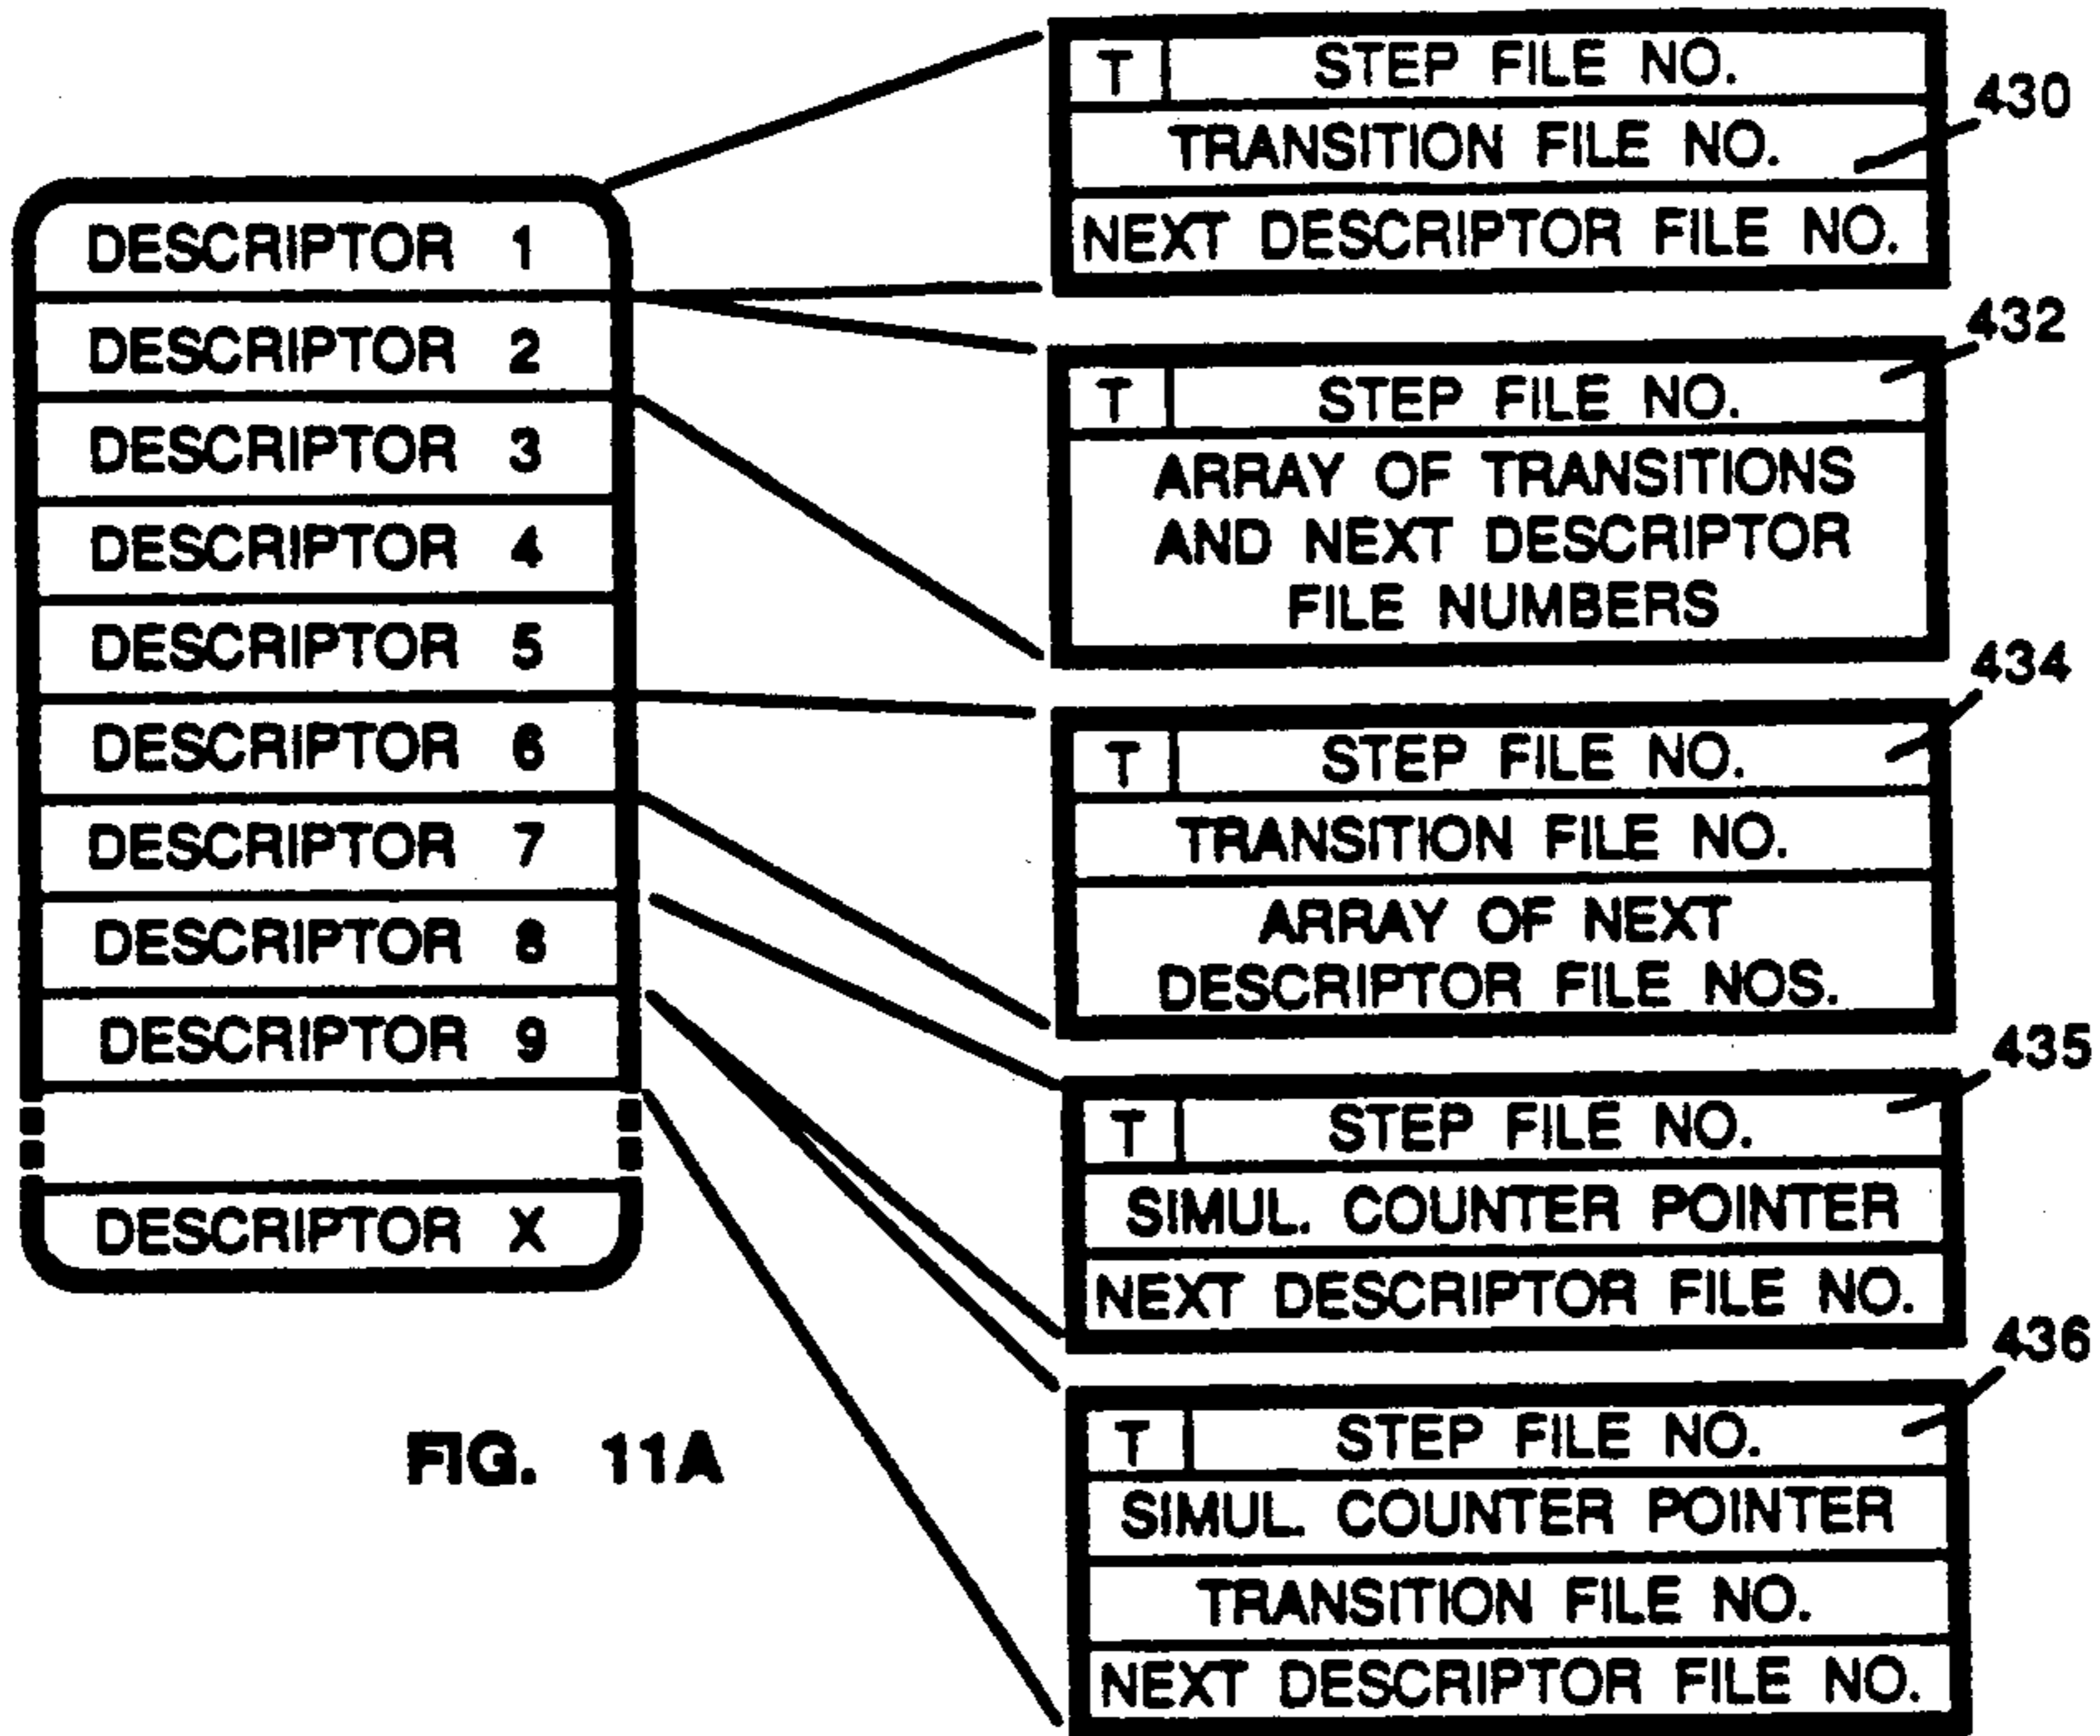 DESCRIPTOR 1
DESCRIPTOR 2
DESCRIPTOR 3
DESCRIPTOR 4
DESCRIPTOR 5
DESCRIPTOR 6
DESCRIPTOR 7
DESCRIPTOR 8
DESCRIPTOR 9
DESCRIPTOR X
T STEP FILE NO.
430
TRANSITION FILE NO.
NEXT DESCRIPTOR FILE NO.
432
T STEP FILE NO.
ARRAY OF TRANSITIONS
AND NEXT DESCRIPTOR
FILE NUMBERS
434
T STEP FILE NO.
TRANSITION FILE NO.
ARRAY OF NEXT
DESCRIPTOR FILE NOS.
435
T STEP FILE NO.
SIMUL. COUNTER POINTER
NEXT DESCRIPTOR FILE NO.
436
T STEP FILE NO.
SIMUL. COUNTER POINTER
TRANSITION FILE NO.
NEXT DESCRIPTOR FILE NO.
FIG. 11A